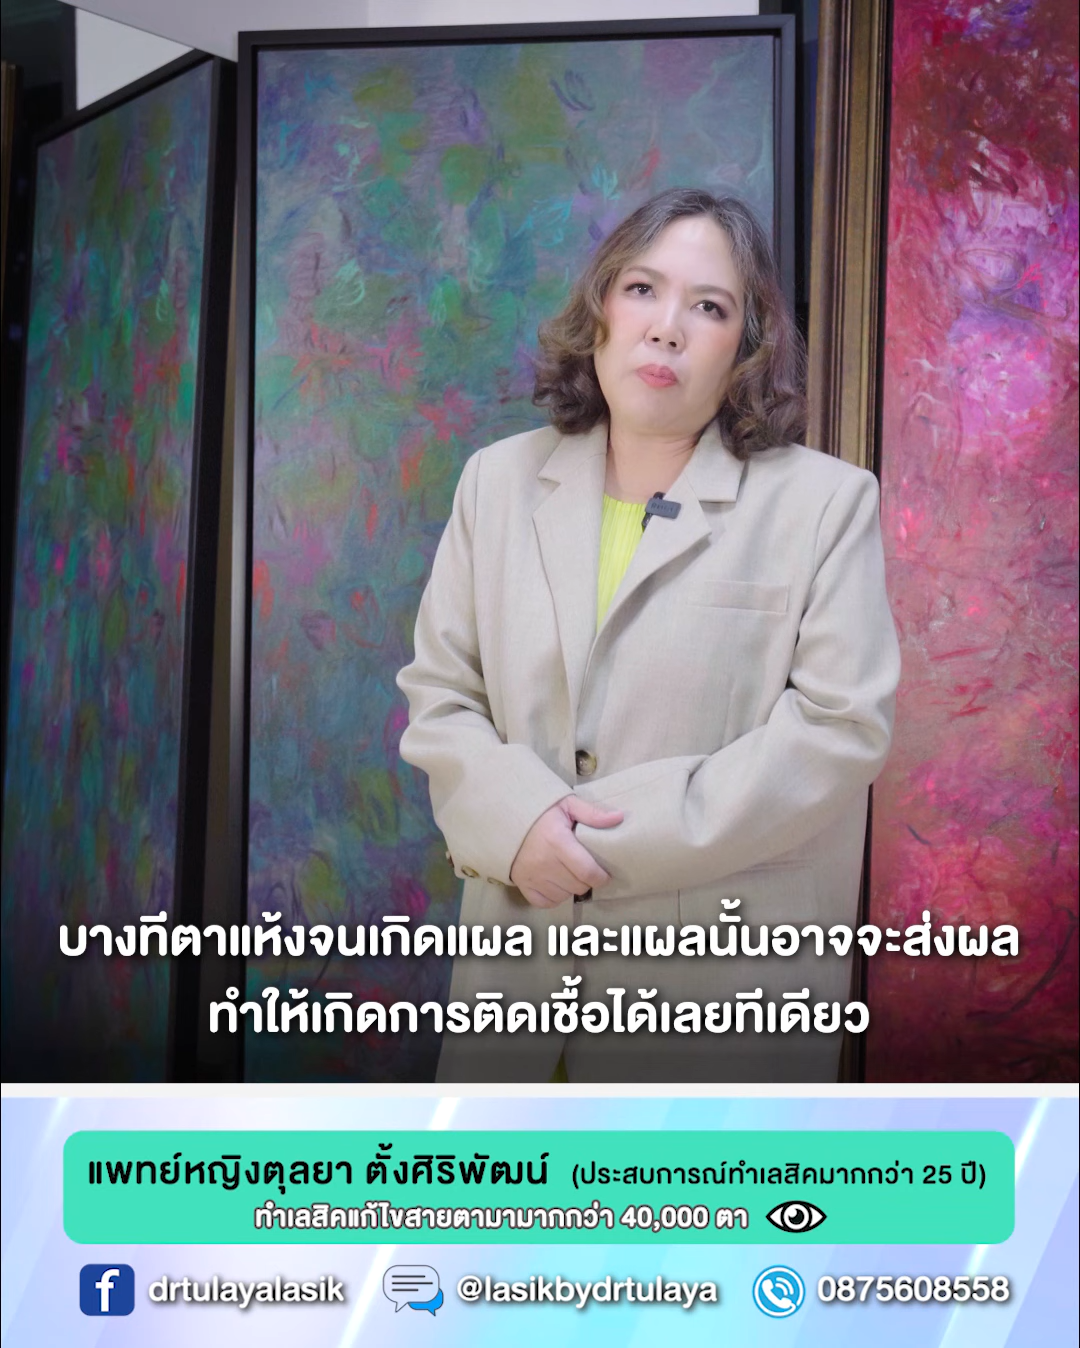 บางทีตาแห้งจนเกิดแผล และแผลนั้นอาจจะส่งผล
ทำให้เกิดการติดเชื้อได้เลยทีเดียว
แพทย์หญิงตุลยา ตั้งศิริพัฒน์ (ประสบการณ์ทำเลสิคมากกว่า 25 ปี)
ทำเลสิคแก้ไขสายตามามากกว่า 40,000 ตา
drtulayalasik @lasikbydrtulaya 0875608558